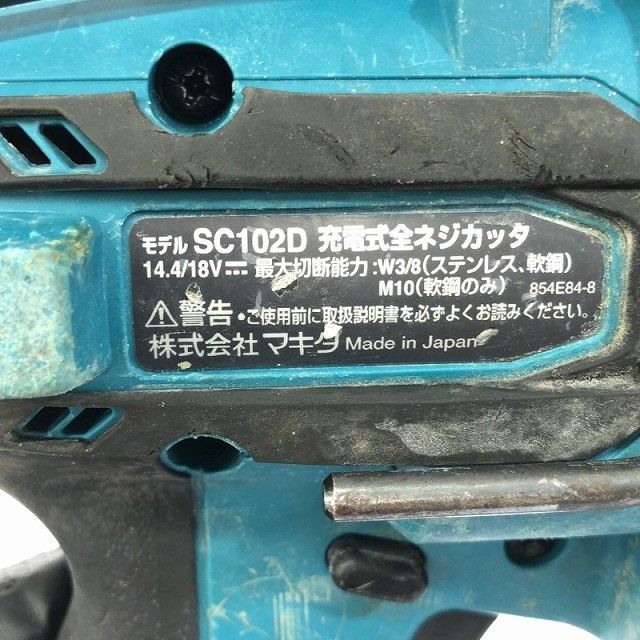 モデル SC102D 充電式全ネジカッタ
14.4/18V⎓ 最大切断能力:W3/8(ステンレス、軟鋼)
M10(軟鋼のみ) 854E84-8
⚠警告・ご使用前に取扱説明書を必ずよくお読みください。
株式会社 マキタ Made in Japan